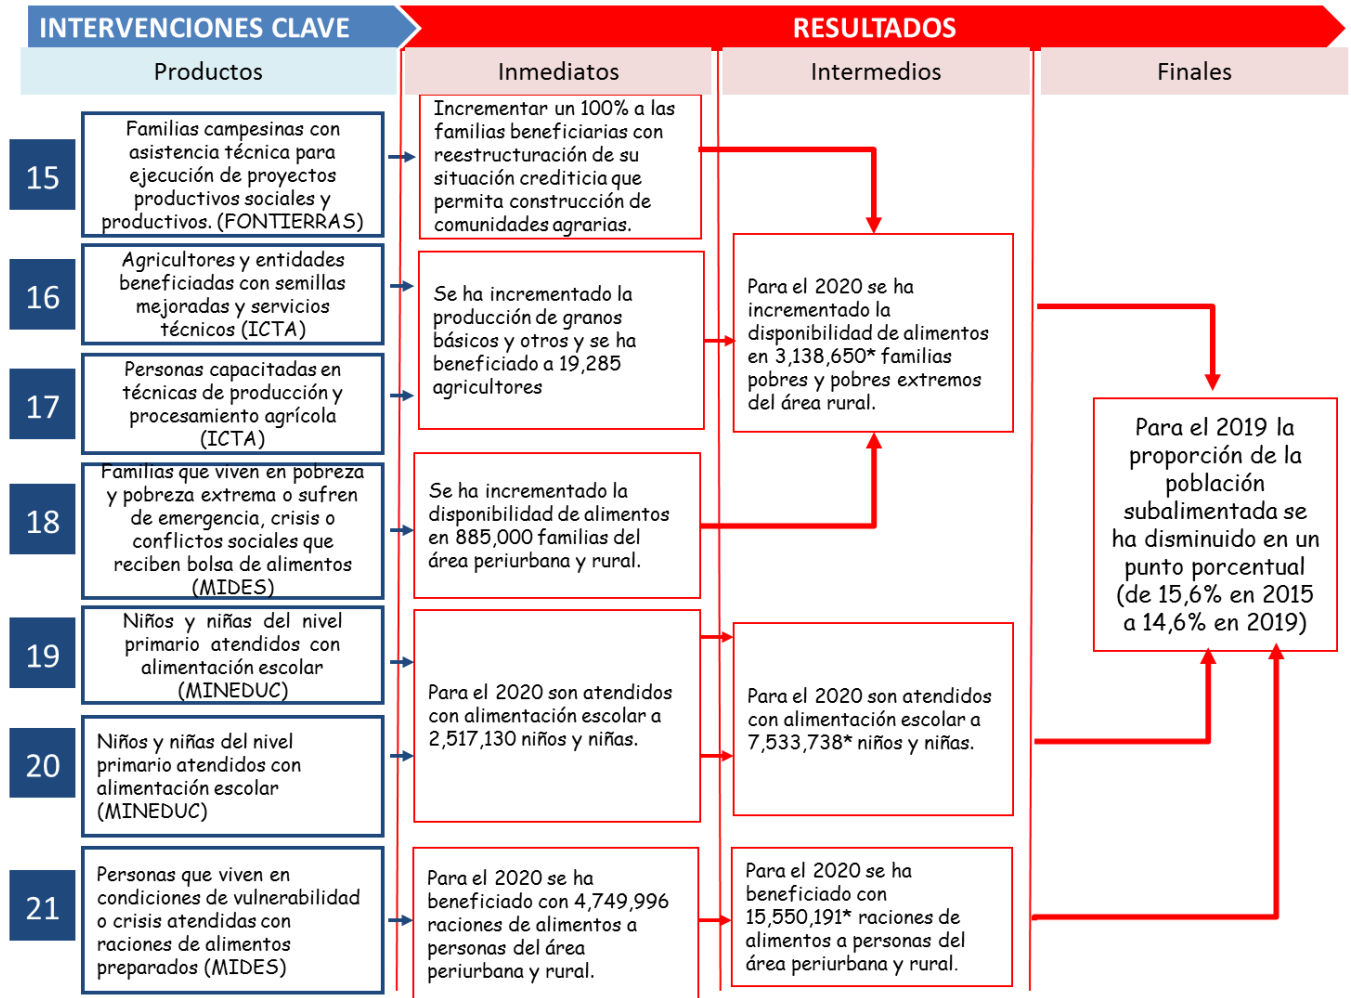 INTERVENCIONES CLAVE
RESULTADOS
Productos
Inmediatos
Intermedios
Finales
15
Familias campesinas con
asistencia técnica para
ejecución de proyectos
productivos sociales y
productivos. (FONTIERRAS)
Incrementar un 100% a las
familias beneficiarias con
reestructuración de su
situación crediticia que
permita construcción de
comunidades agrarias.
16
Agricultores y entidades
beneficiadas con semillas
mejoradas y servicios
técnicos (ICTA)
Se ha incrementado la
producción de granos
básicos y otros y se ha
beneficiado a 19,285
agricultores
Para el 2020 se ha
incrementado la
disponibilidad de alimentos
en 3,138,650* familias
pobres y pobres extremos
del área rural.
17
Personas capacitadas en
técnicas de producción y
procesamiento agrícola
(ICTA)
18
Familias que viven en pobreza
y pobreza extrema o sufren
de emergencia, crisis o
conflictos sociales que
reciben bolsa de alimentos
(MIDES)
Se ha incrementado la
disponibilidad de alimentos
en 885,000 familias del
área periurbana y rural.
Para el 2019 la
proporción de la
población
subalimentada se
ha disminuido en un
punto porcentual
(de 15,6% en 2015
a 14,6% en 2019)
19
Niños y niñas del nivel
primario atendidos con
alimentación escolar
(MINEDUC)
Para el 2020 son atendidos
con alimentación escolar a
2,517,130 niños y niñas.
Para el 2020 son atendidos
con alimentación escolar a
7,533,738* niños y niñas.
20
Niños y niñas del nivel
primario atendidos con
alimentación escolar
(MINEDUC)
21
Personas que viven en
condiciones de vulnerabilidad
o crisis atendidas con
raciones de alimentos
preparados (MIDES)
Para el 2020 se ha
beneficiado con 4,749,996
raciones de alimentos a
personas del área
periurbana y rural.
Para el 2020 se ha
beneficiado con
15,550,191* raciones de
alimentos a personas del
área periurbana y rural.